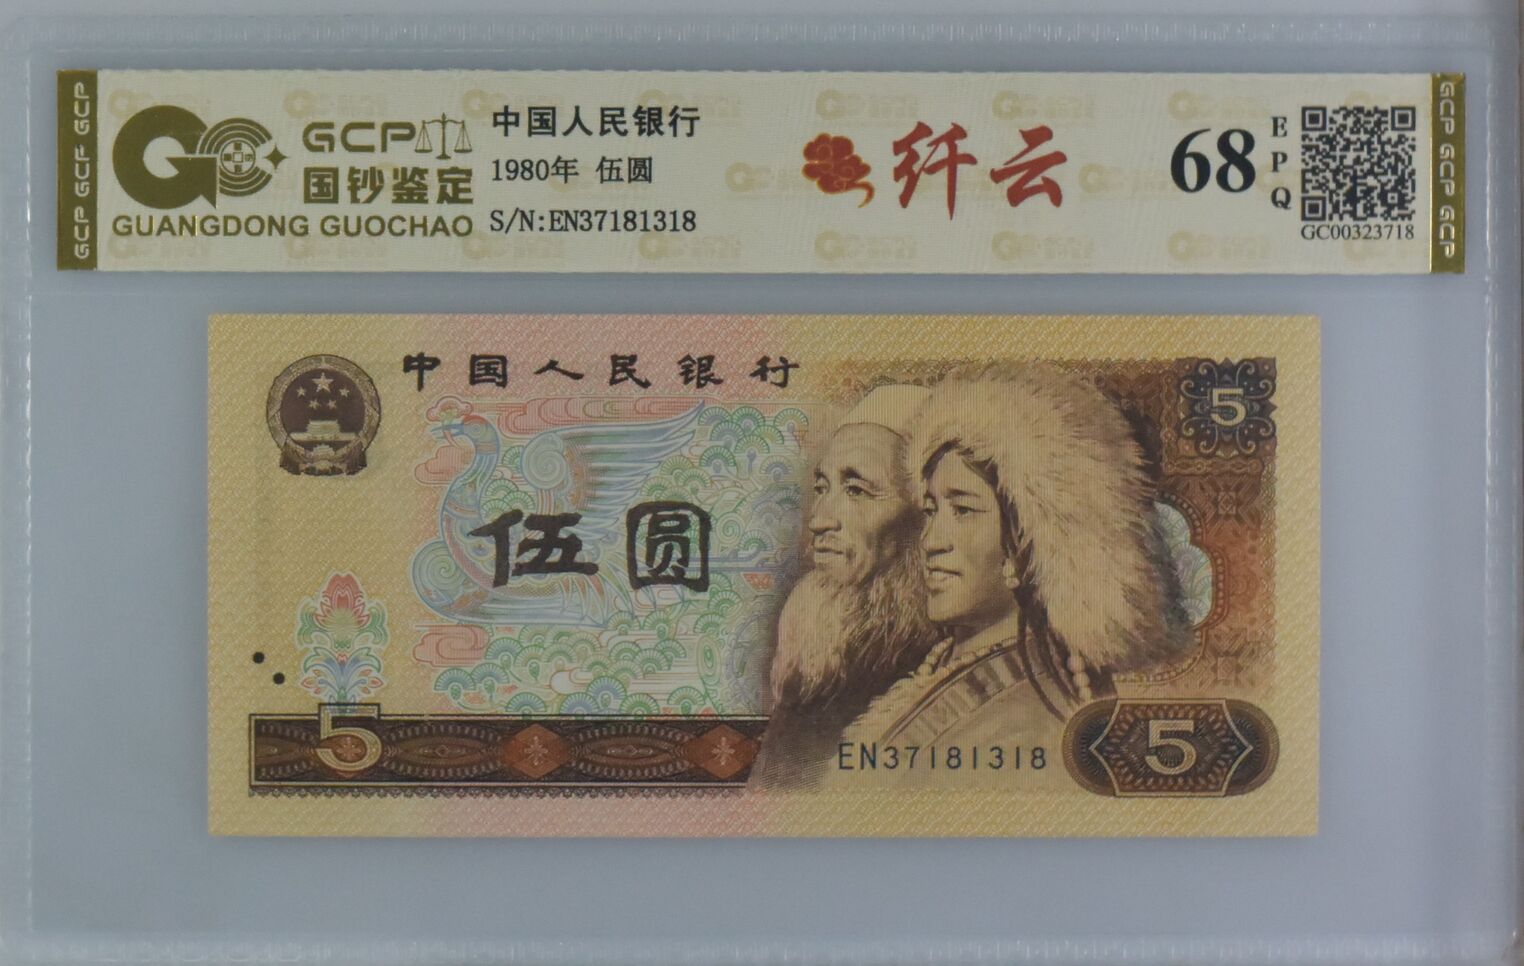 GCP GCP GCP
GCP
国钞鉴定
GUANGDONG GUOCHAO
中国人民银行
1980年 伍圆
S/N:EN37181318
纤云
68
EPQ
GC00323718
GCP GCP GCP
中国人民银行
5
伍圆
5
EN37181318
5